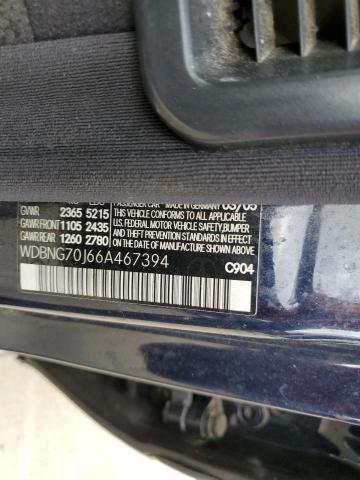 PASSENGER CAR MADE IN GERMANY 03/05
GVWR 2365 5215
GAWR FRONT 1105 2435
GAWR REAR 1260 2780
THIS VEHICLE CONFORMS TO ALL APPLICABLE
U.S. FEDERAL MOTOR VEHICLE SAFETY, BUMPER,
AND THEFT PREVENTION STANDARDS IN EFFECT
ON THE DATE OF MANUFACTURE SHOWN ABOVE.
WDBNG70J66A467394
C904